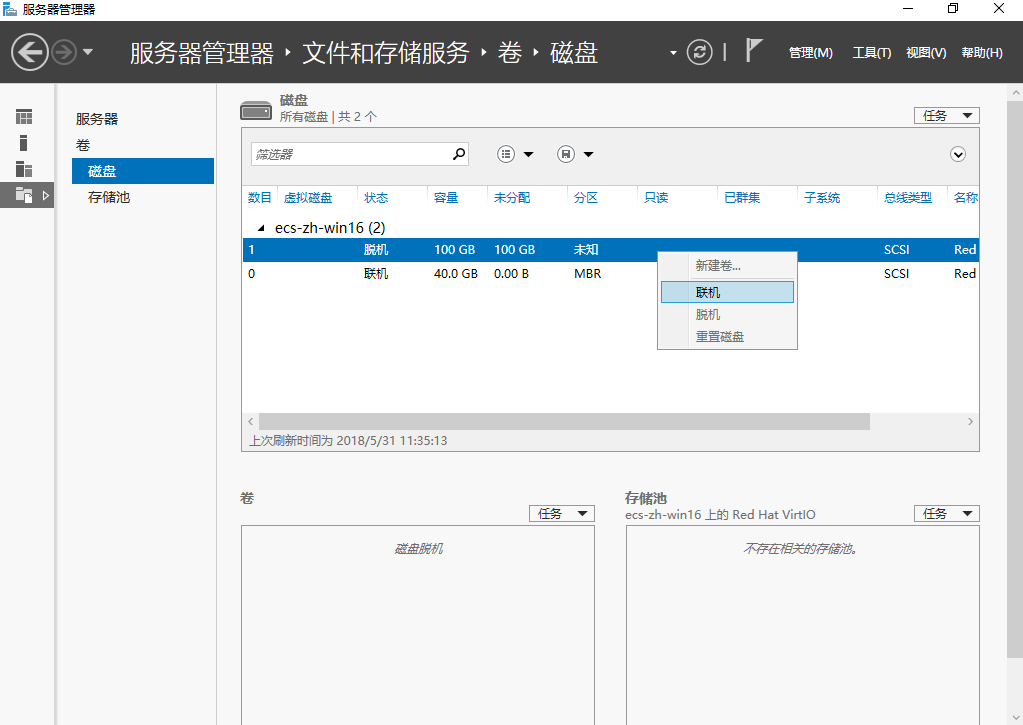 服务器管理器
服务器管理器 · 文件和存储服务 · 卷 · 磁盘
管理(M) 工具(T) 视图(V) 帮助(H)
服务器
卷
磁盘
存储池
磁盘
所有磁盘 | 共 2 个
任务
筛选器
数目 虚拟磁盘 状态 容量 未分配 分区 只读 已群集 子系统 总线类型 名称
ecs-zh-win16 (2)
1 脱机 100 GB 100 GB 未知 SCSI Red
0 联机 40.0 GB 0.00 B MBR SCSI Red
新建卷...
联机
脱机
重置磁盘
上次刷新时间为 2018/5/31 11:35:13
卷
任务
磁盘脱机
存储池
ecs-zh-win16 上的 Red Hat VirtIO
任务
不存在相关的存储池。